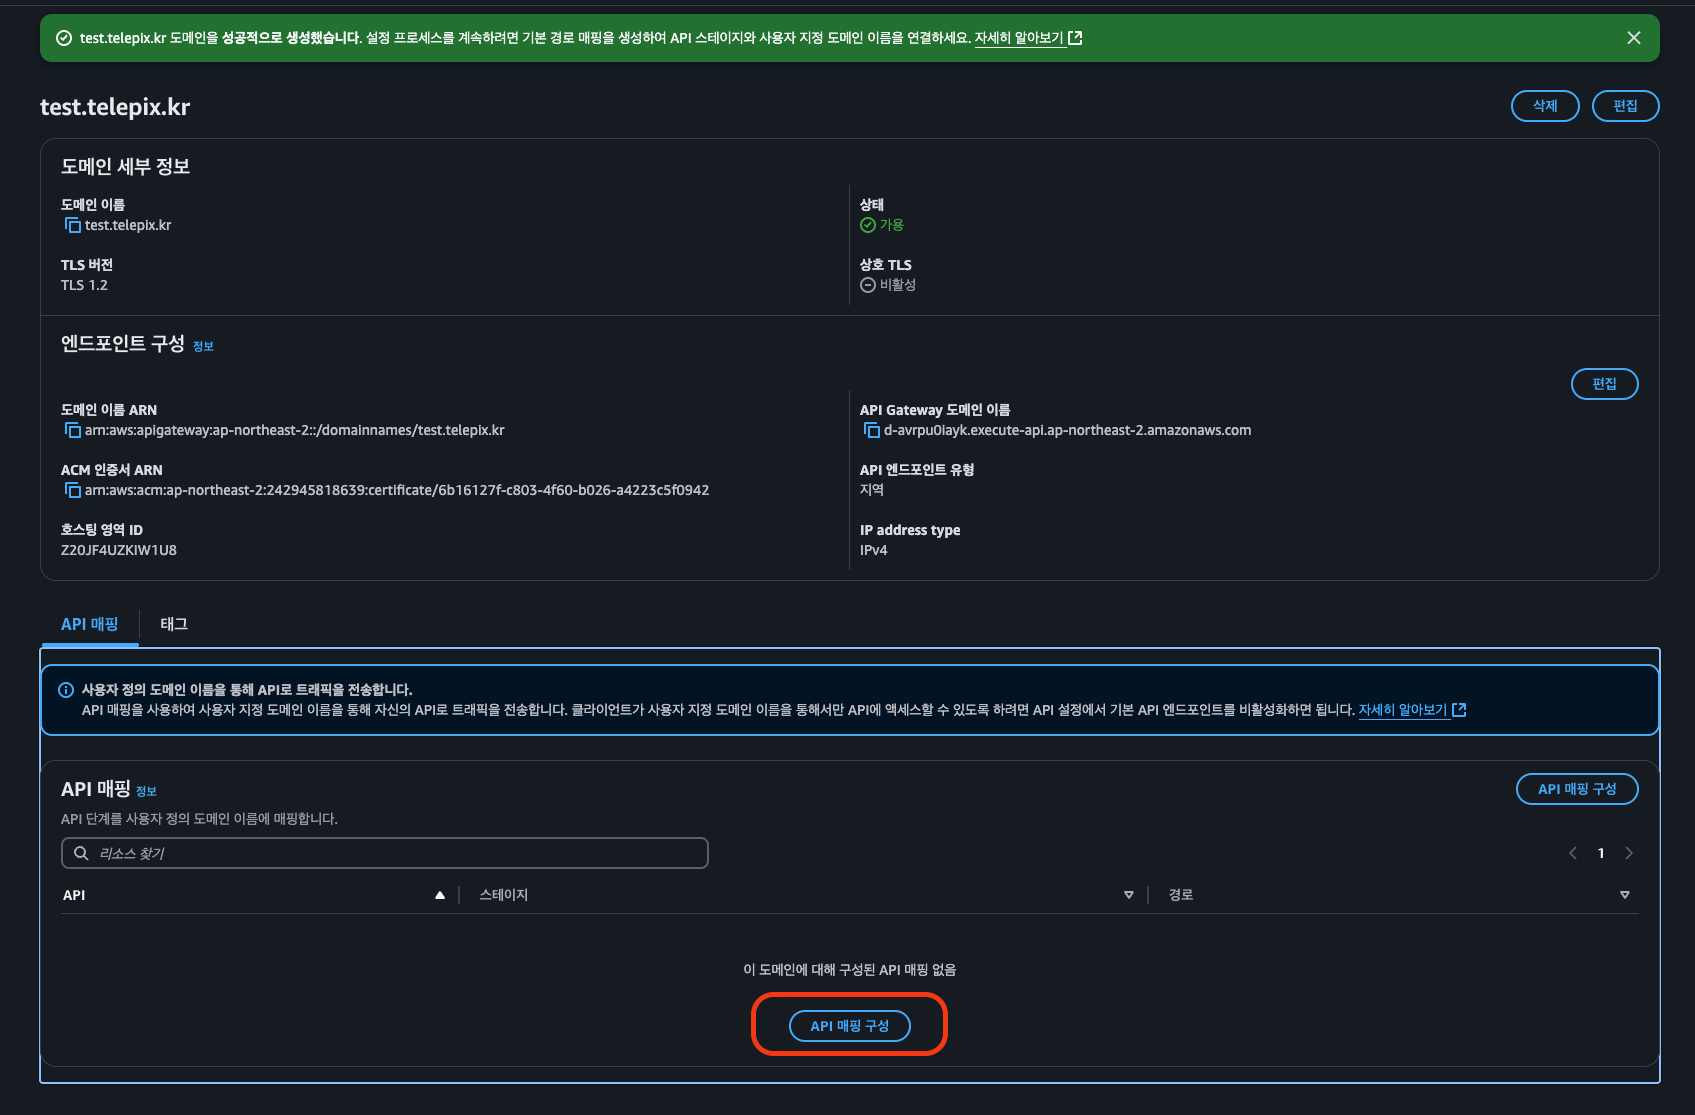 test.telepix.kr 도메인을 성공적으로 생성했습니다. 설정 프로세스를 계속하려면 기본 경로 매핑을 생성하여 API 스테이지와 사용자 지정 도메인 이름을 연결하세요. 자세히 알아보기
test.telepix.kr
삭제
편집
도메인 세부 정보
도메인 이름
test.telepix.kr
상태
가용
TLS 버전
TLS 1.2
상호 TLS
비활성
엔드포인트 구성 정보
편집
도메인 이름 ARN
arn:aws:apigateway:ap-northeast-2::/domainnames/test.telepix.kr
API Gateway 도메인 이름
d-avrpu0iayk.execute-api.ap-northeast-2.amazonaws.com
ACM 인증서 ARN
arn:aws:acm:ap-northeast-2:242945818639:certificate/6b16127f-c803-4f60-b026-a4223c5f0942
API 엔드포인트 유형
지역
호스팅 영역 ID
Z20JF4UZKIW1U8
IP address type
IPv4
API 매핑
태그
사용자 정의 도메인 이름을 통해 API로 트래픽을 전송합니다.
API 매핑을 사용하여 사용자 지정 도메인 이름을 통해 자신의 API로 트래픽을 전송합니다. 클라이언트가 사용자 지정 도메인 이름을 통해서만 API에 액세스할 수 있도록 하려면 API 설정에서 기본 API 엔드포인트를 비활성화하면 됩니다. 자세히 알아보기
API 매핑 정보
API 매핑 구성
API 단계를 사용자 정의 도메인 이름에 매핑합니다.
리소스 찾기
1
API
스테이지
경로
이 도메인에 대해 구성된 API 매핑 없음
API 매핑 구성